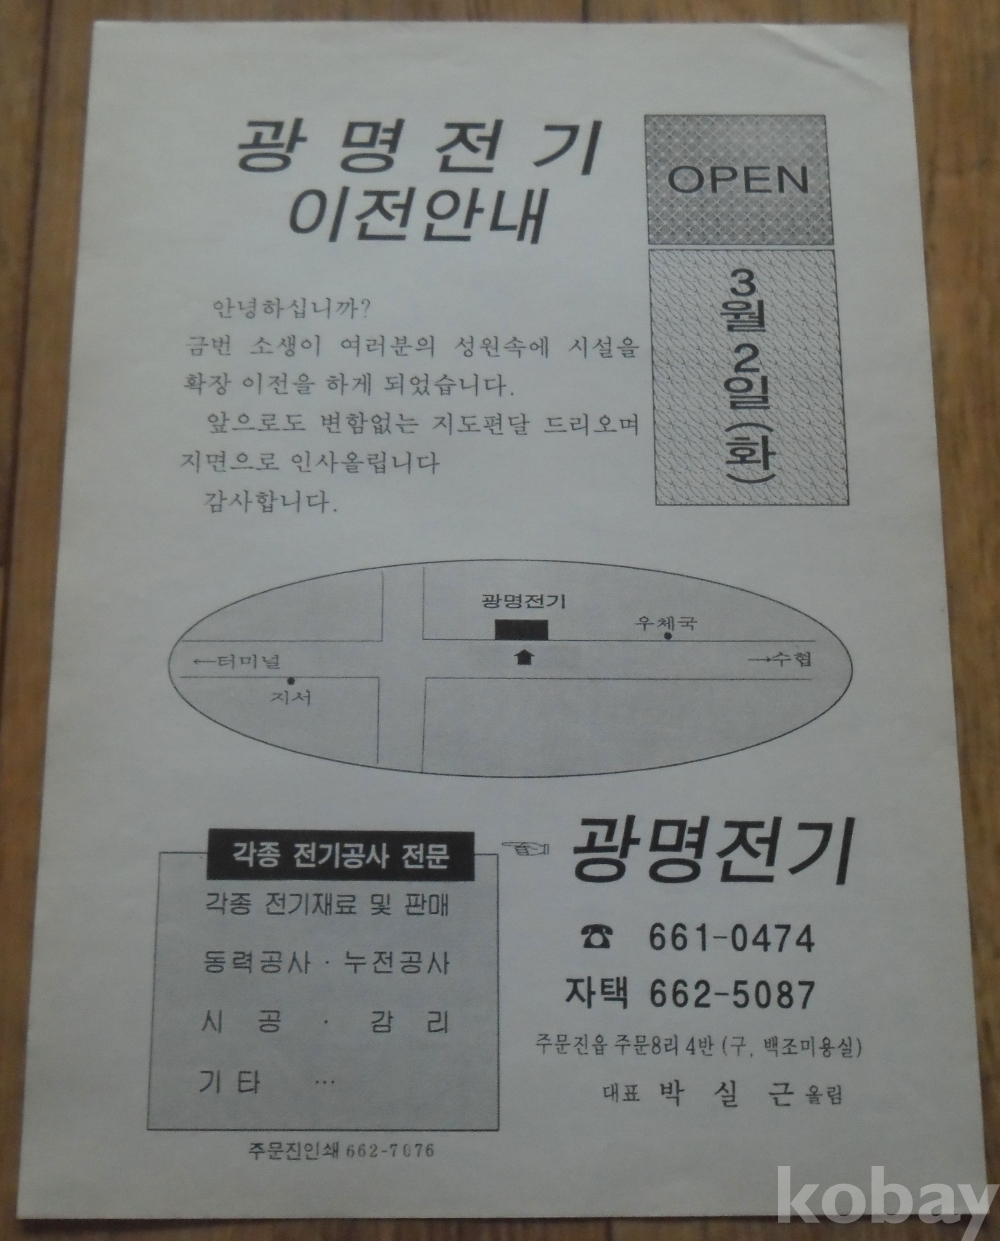 광 명 전 기
이전안내
OPEN
3월 2일(화)
안녕하십니까?
금번 소생이 여러분의 성원속에 시설을
확장 이전을 하게 되었습니다.
앞으로도 변함없는 지도편달 드리오며
지면으로 인사올립니다
감사합니다.
광명전기
우체국
←터미널
→수협
지서
각종 전기공사 전문
각종 전기재료 및 판매
동력공사 · 누전공사
시 공 · 감 리
기 타 ...
☜ 광명전기
☎ 661-0474
자택 662-5087
주문진읍 주문8리 4반 (구, 백조미용실)
대표 박 실 근 올림
주문진인쇄 662-7076
kobay